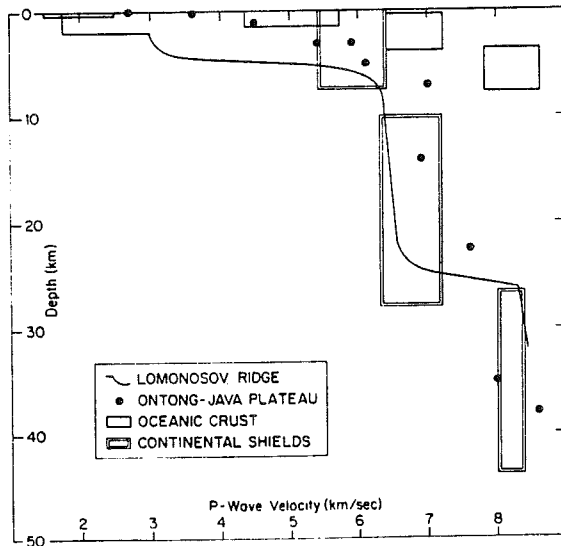 0
10
20
30
40
50
Depth (km)
LOMONOSOV RIDGE
ONTONG-JAVA PLATEAU
OCEANIC CRUST
CONTINENTAL SHIELDS
P-Wave Velocity (km/sec)
2 3 4 5 6 7 8